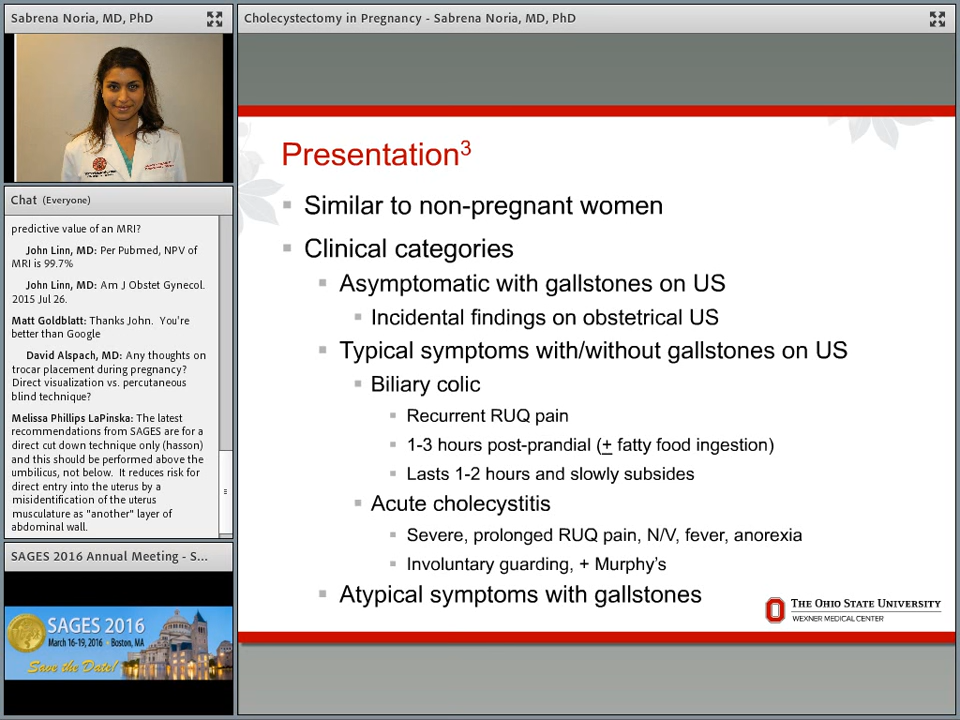 Sabrena Noria, MD, PhD
Cholecystectomy in Pregnancy - Sabrena Noria, MD, PhD
Chat (Everyone)
predictive value of an MRI?
John Linn, MD: Per Pubmed, NPV of
MRI is 99.7%
John Linn, MD: Am J Obstet Gynecol.
2015 Jul 26.
Matt Goldblatt: Thanks John. You're
better than Google
David Alspach, MD: Any thoughts on
trocar placement during pregnancy?
Direct visualization vs. percutaneous
blind technique?
Melissa Phillips LaPinska: The latest
recommendations from SAGES are for a
direct cut down technique only (hasson)
and this should be performed above the
umbilicus, not below. It reduces risk for
direct entry into the uterus by a
misidentification of the uterus
musculature as "another" layer of
abdominal wall.
SAGES 2016 Annual Meeting - S...
SAGES 2016
March 16-19, 2016 • Boston, MA
Save the Date!
Presentation3
Similar to non-pregnant women
Clinical categories
Asymptomatic with gallstones on US
Incidental findings on obstetrical US
Typical symptoms with/without gallstones on US
Biliary colic
Recurrent RUQ pain
1-3 hours post-prandial (+ fatty food ingestion)
Lasts 1-2 hours and slowly subsides
Acute cholecystitis
Severe, prolonged RUQ pain, N/V, fever, anorexia
Involuntary guarding, + Murphy's
Atypical symptoms with gallstones
THE OHIO STATE UNIVERSITY
WEXNER MEDICAL CENTER